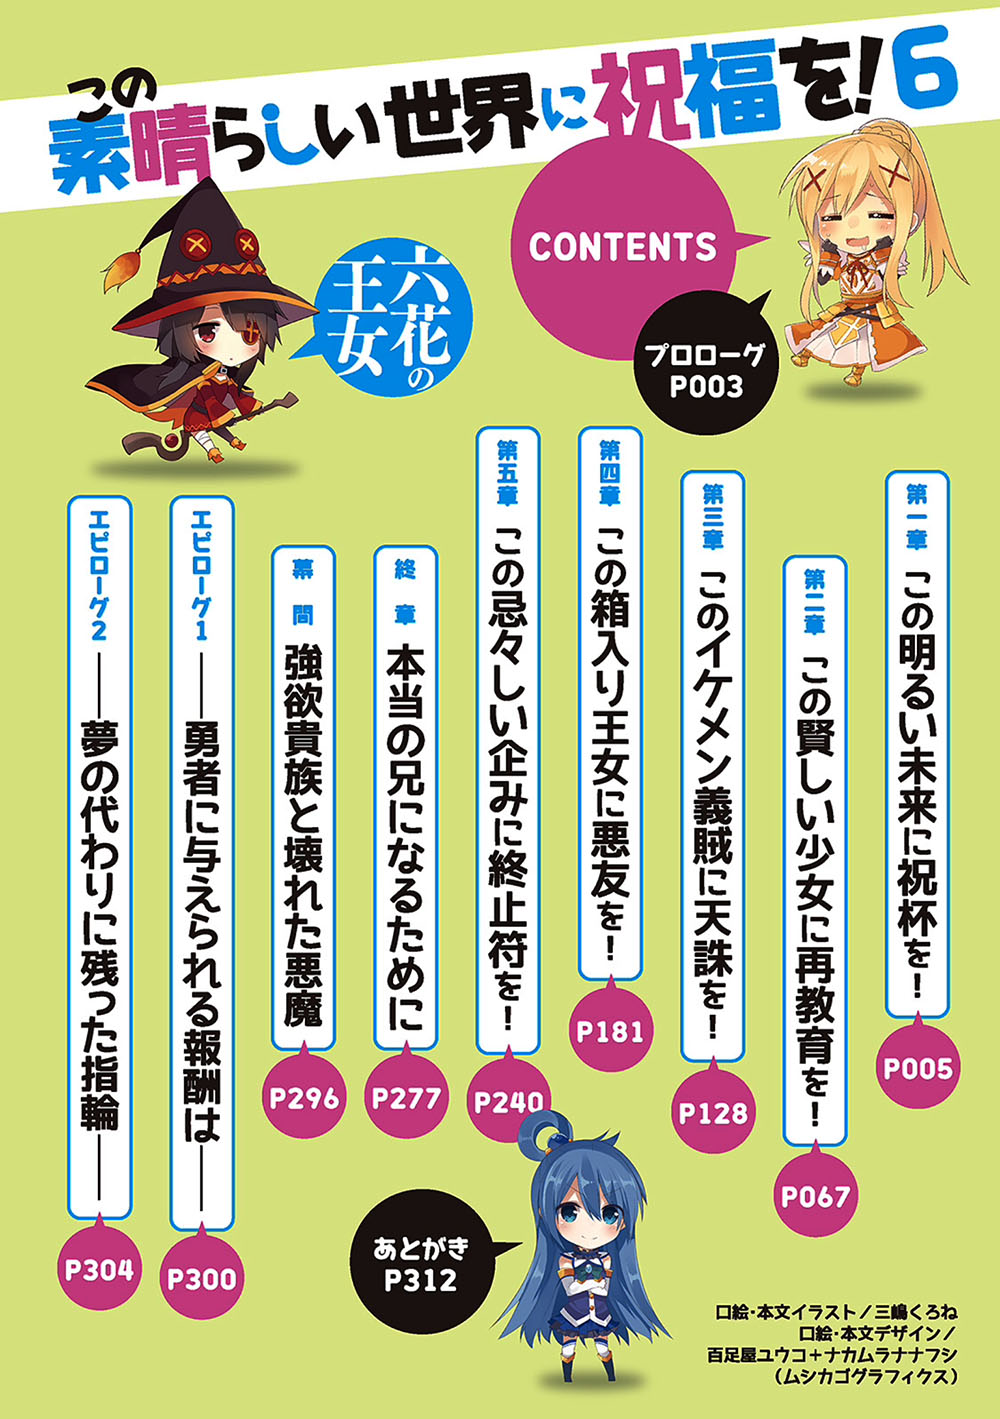 この
素晴らしい世界に祝福を!6
六花の
王女
CONTENTS
プロローグ
P003
第一章 この明るい未来に祝杯を!
P005
第二章 この賢しい少女に再教育を!
P067
第三章 このイケメン義賊に天誅を!
P128
第四章 この箱入り王女に悪友を!
P181
第五章 この忌々しい企みに終止符を!
P240
終章 本当の兄になるために
P277
幕間 強欲貴族と壊れた悪魔
P296
エピローグ1 ――勇者に与えられる報酬は――
P300
エピローグ2 ――夢の代わりに残った指輪――
P304
あとがき
P312
口絵・本文イラスト/三嶋くろね
口絵・本文デザイン/
百足屋ユウコ+ナカムラナナフシ
(ムシカゴグラフィクス)